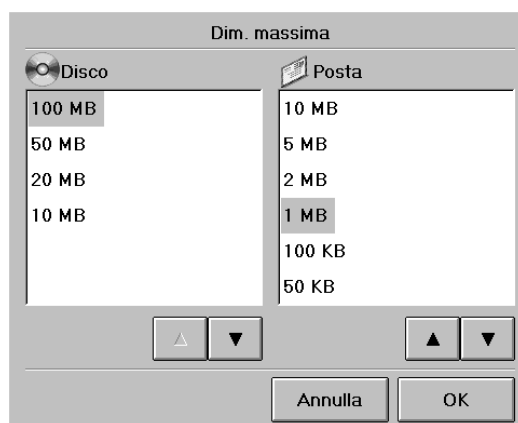 Dim. massima
Disco
100 MB
50 MB
20 MB
10 MB
Posta
10 MB
5 MB
2 MB
1 MB
100 KB
50 KB
Annulla
OK